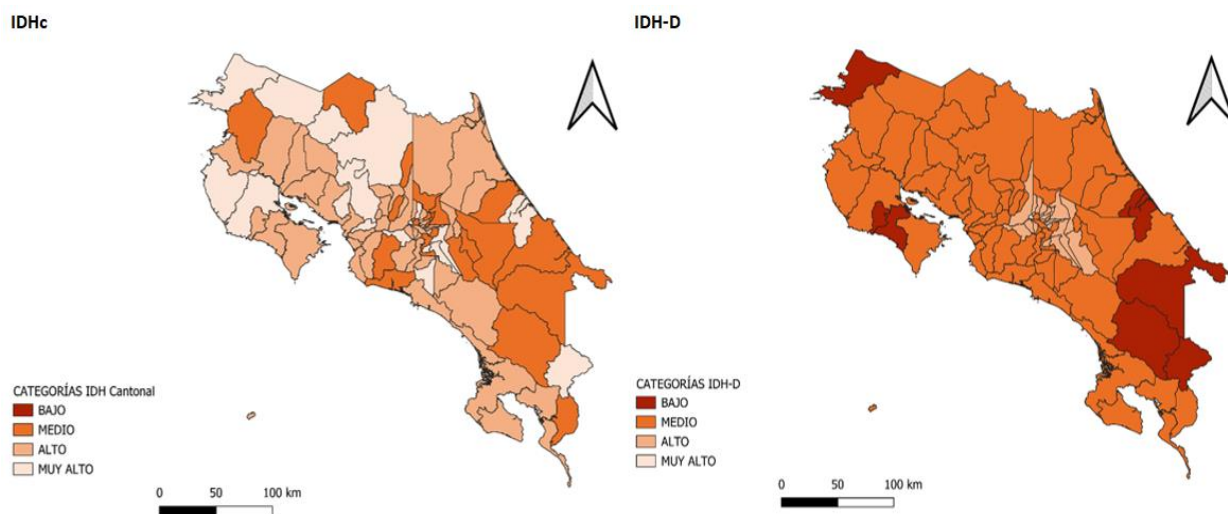 IDHc
IDH-D
CATEGORÍAS IDH Cantonal
BAJO
MEDIO
ALTO
MUY ALTO
0 50 100 km
CATEGORÍAS IDH-D
BAJO
MEDIO
ALTO
MUY ALTO
0 50 100 km